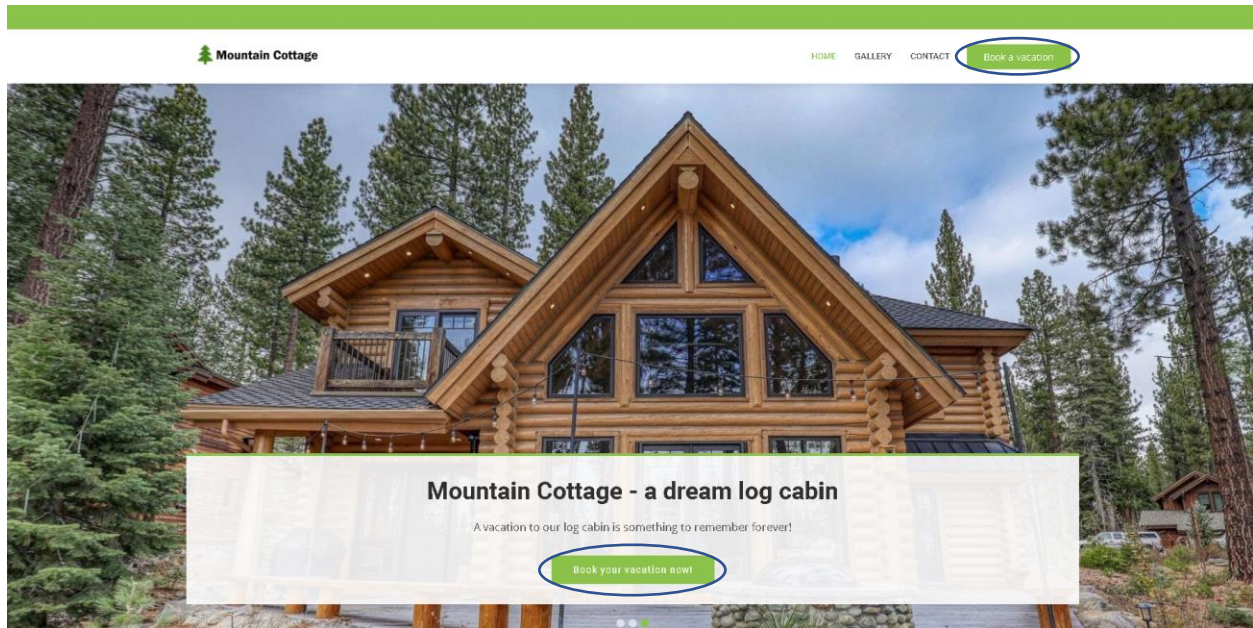 Mountain Cottage
HOME GALLERY CONTACT Book a vacation
Mountain Cottage - a dream log cabin
A vacation to our log cabin is something to remember forever!
Book your vacation now!